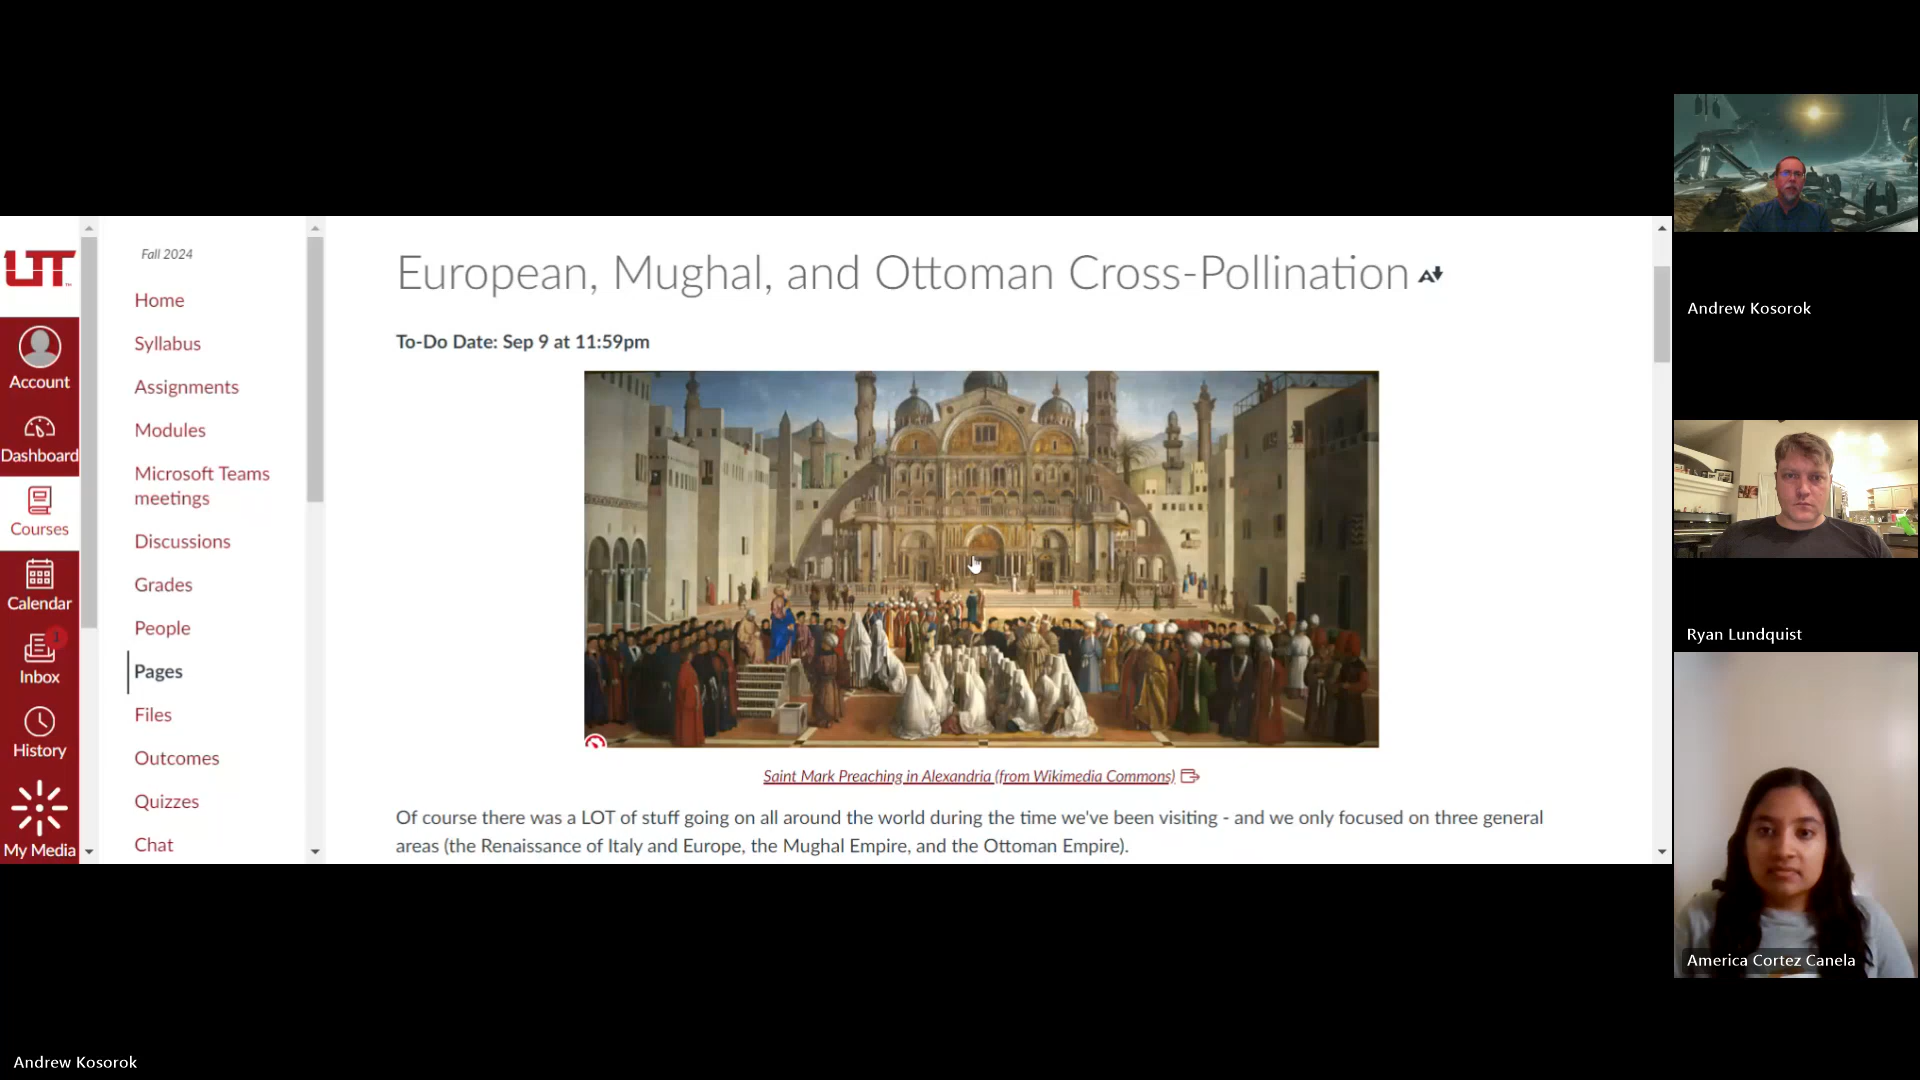 UT
Account
Dashboard
Courses
Calendar
1
Inbox
History
My Media
Fall 2024
Home
Syllabus
Assignments
Modules
Microsoft Teams
meetings
Discussions
Grades
People
Pages
Files
Outcomes
Quizzes
Chat
European, Mughal, and Ottoman Cross-Pollination
To-Do Date: Sep 9 at 11:59pm
Saint Mark Preaching in Alexandria (from Wikimedia Commons)
Of course there was a LOT of stuff going on all around the world during the time we've been visiting - and we only focused on three general
areas (the Renaissance of Italy and Europe, the Mughal Empire, and the Ottoman Empire).
Andrew Kosorok
Ryan Lundquist
America Cortez Canela
Andrew Kosorok